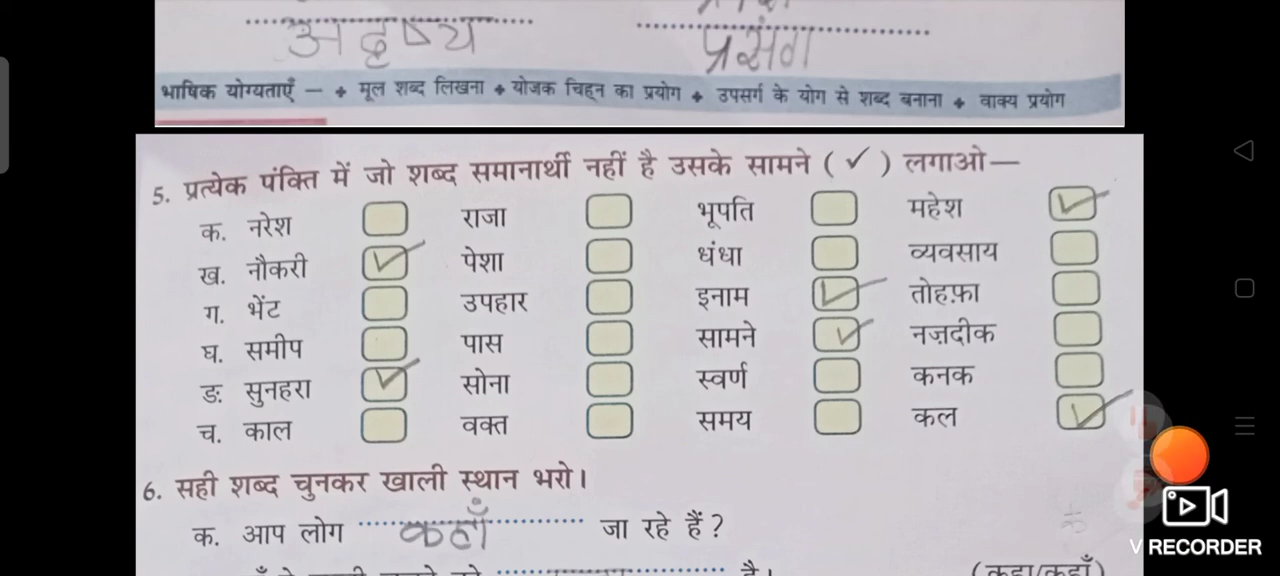 अदृष्य प्रसंग
भाषिक योग्यताएँ — ✦ मूल शब्द लिखना ✦ योजक चिह्न का प्रयोग ✦ उपसर्ग के योग से शब्द बनाना ✦ वाक्य प्रयोग
5. प्रत्येक पंक्ति में जो शब्द समानार्थी नहीं है उसके सामने (✓) लगाओ—
क. नरेश राजा भूपति महेश ✓
ख. नौकरी ✓ पेशा धंधा व्यवसाय
ग. भेंट उपहार इनाम ✓ तोहफ़ा
घ. समीप पास सामने ✓ नज़दीक
ङ. सुनहरा ✓ सोना स्वर्ण कनक
च. काल वक्त समय कल ✓
6. सही शब्द चुनकर खाली स्थान भरो।
क. आप लोग कहाँ जा रहे हैं?
है। (कहा/कहाँ)
V RECORDER